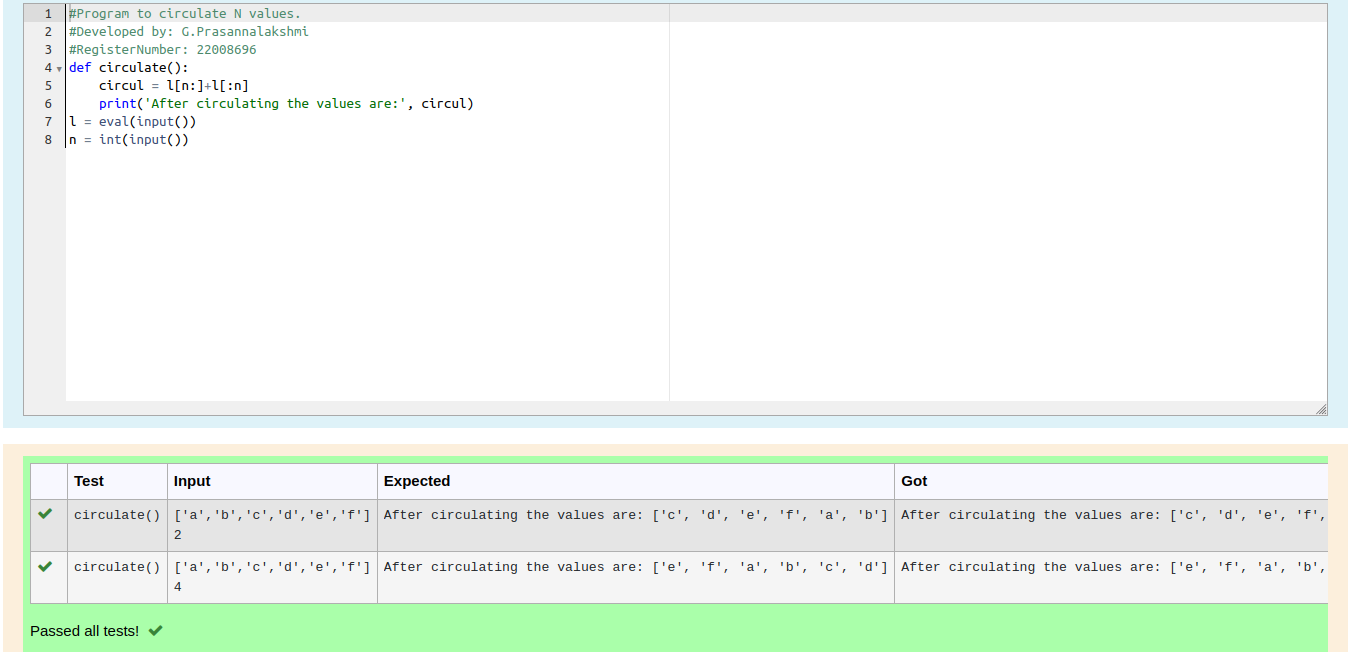 1 #Program to circulate N values.
2 #Developed by: G.Prasannalakshmi
3 #RegisterNumber: 22008696
4 def circulate():
5 circul = l[n:]+l[:n]
6 print('After circulating the values are:', circul)
7 l = eval(input())
8 n = int(input())
Test Input Expected Got
circulate() ['a','b','c','d','e','f'] After circulating the values are: ['c', 'd', 'e', 'f', 'a', 'b'] After circulating the values are: ['c', 'd', 'e', 'f',
2
circulate() ['a','b','c','d','e','f'] After circulating the values are: ['e', 'f', 'a', 'b', 'c', 'd'] After circulating the values are: ['e', 'f', 'a', 'b',
4
Passed all tests!